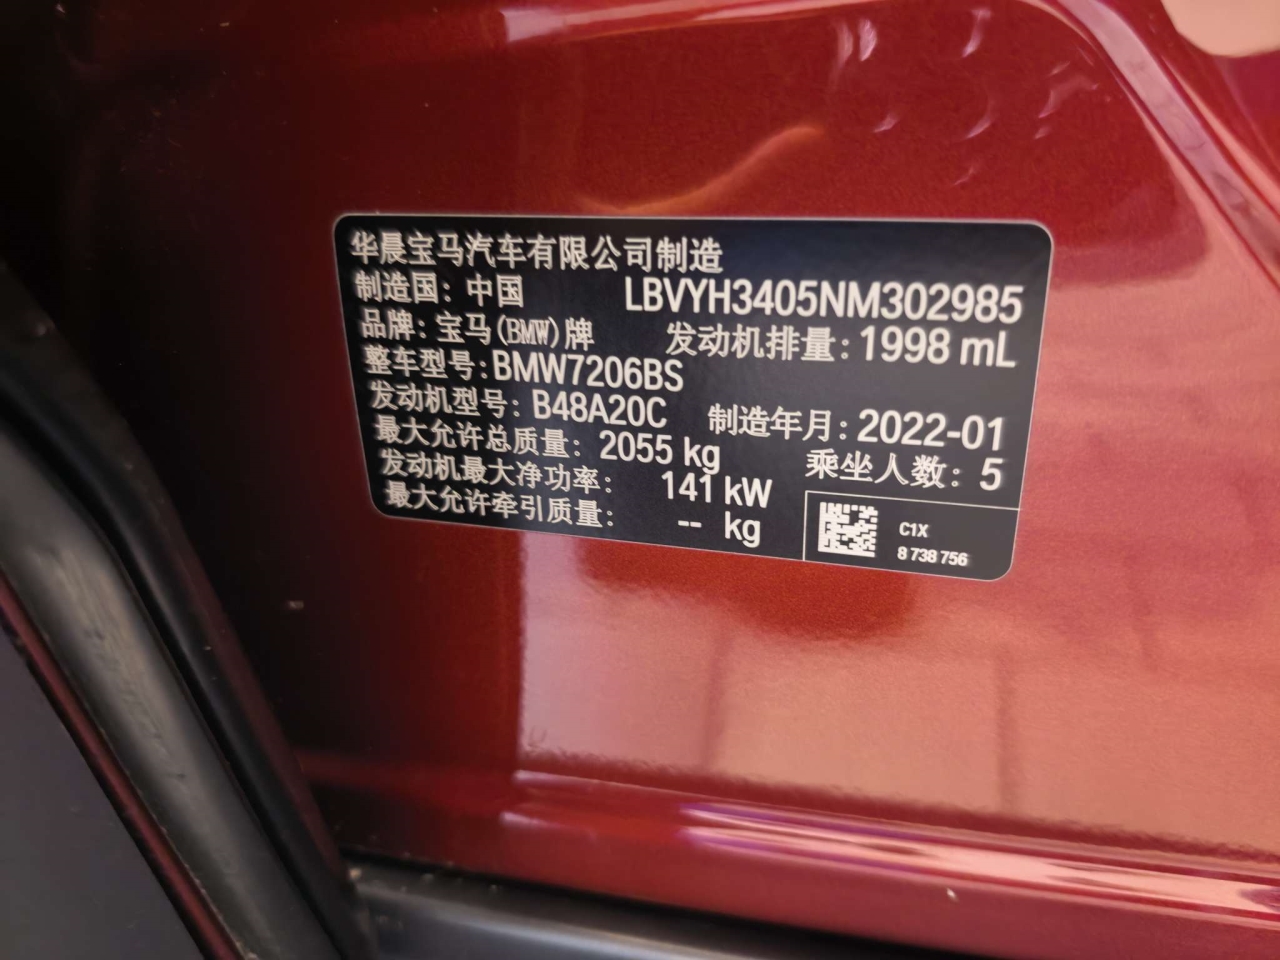 华晨宝马汽车有限公司制造
制造国：中国 LBVYH3405NM302985
品牌：宝马(BMW)牌 发动机排量：1998 mL
整车型号：BMW7206BS
发动机型号：B48A20C 制造年月：2022-01
最大允许总质量：2055 kg 乘坐人数：5
发动机最大净功率：141 kW
最大允许牵引质量：-- kg
C1X
8 738 756